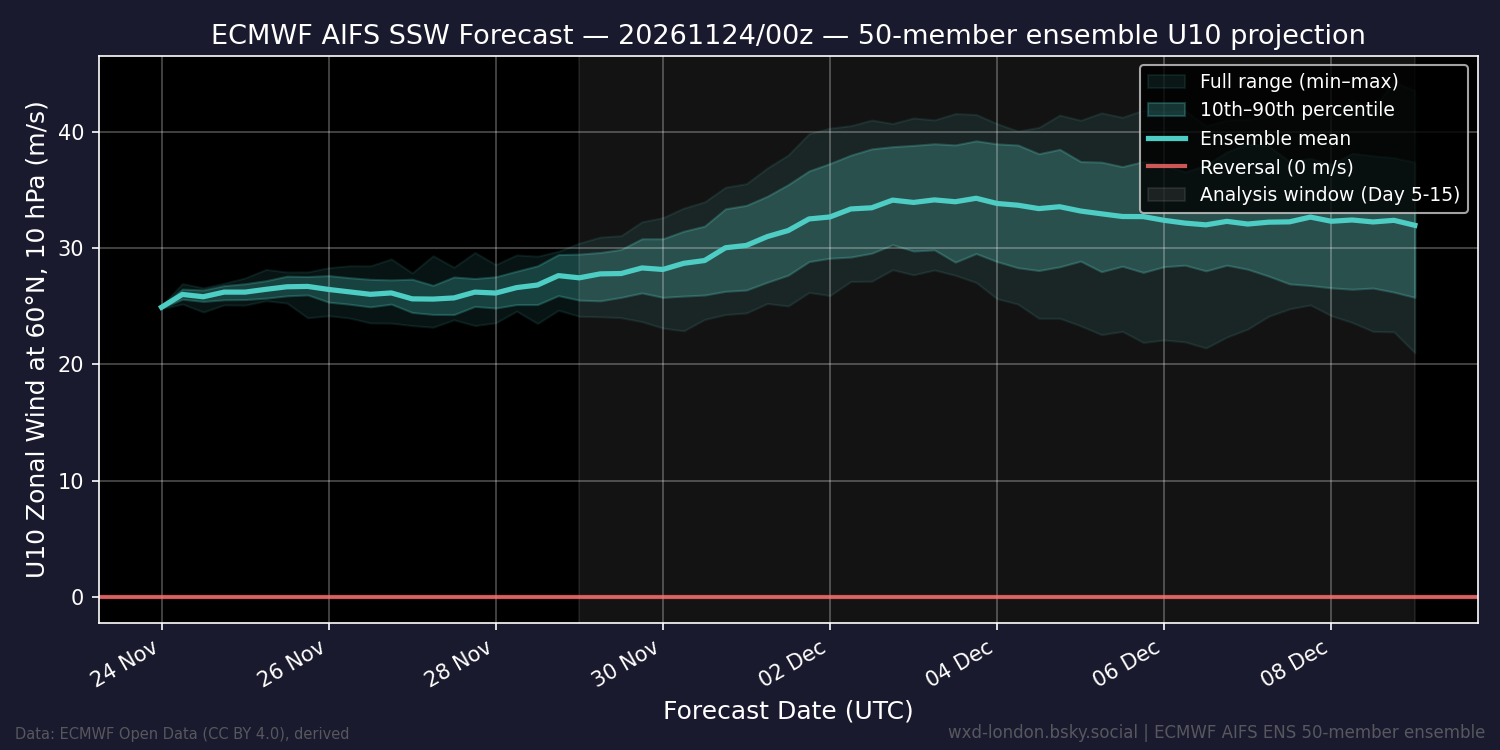 ECMWF AIFS SSW Forecast — 20261124/00z — 50-member ensemble U10 projection
U10 Zonal Wind at 60°N, 10 hPa (m/s)
40
30
20
10
0
Full range (min–max)
10th–90th percentile
Ensemble mean
Reversal (0 m/s)
Analysis window (Day 5-15)
24 Nov
26 Nov
28 Nov
30 Nov
02 Dec
04 Dec
06 Dec
08 Dec
Forecast Date (UTC)
Data: ECMWF Open Data (CC BY 4.0), derived
wxd-london.bsky.social | ECMWF AIFS ENS 50-member ensemble